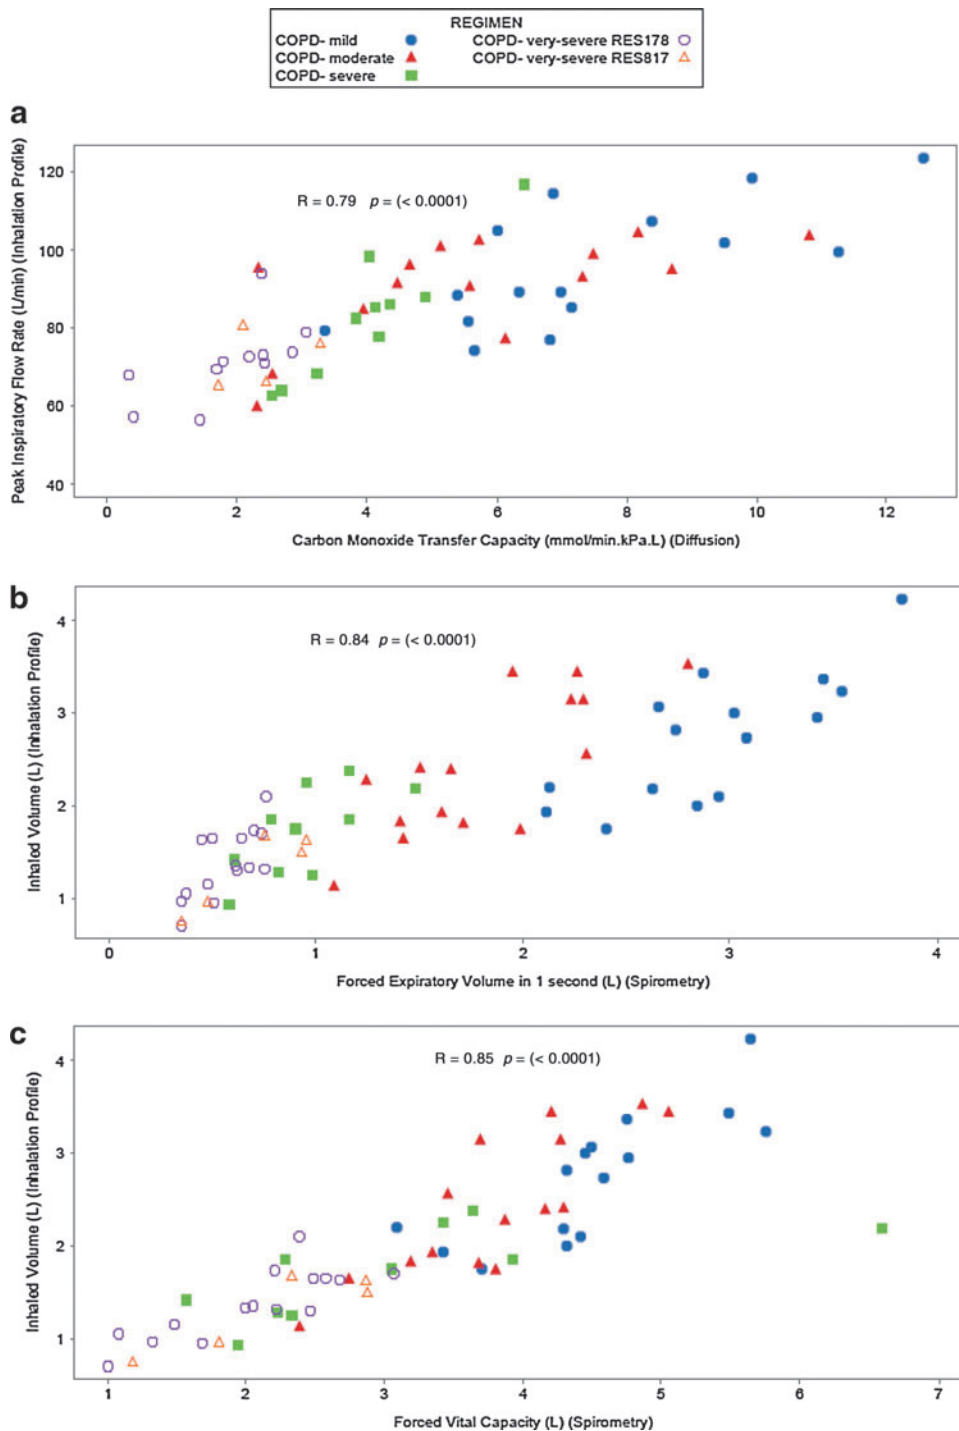 REGIMEN
COPD- mild
COPD- very-severe RES178
COPD- moderate
COPD- very-severe RES817
COPD- severe
a
Peak Inspiratory Flow Rate (L/min) (Inhalation Profile)
120
100
80
60
40
R = 0.79 p = (< 0.0001)
0 2 4 6 8 10 12
Carbon Monoxide Transfer Capacity (mmol/min.kPa.L) (Diffusion)
b
Inhaled Volume (L) (Inhalation Profile)
4
3
2
1
R = 0.84 p = (< 0.0001)
0 1 2 3 4
Forced Expiratory Volume in 1 second (L) (Spirometry)
c
Inhaled Volume (L) (Inhalation Profile)
4
3
2
1
R = 0.85 p = (< 0.0001)
1 2 3 4 5 6 7
Forced Vital Capacity (L) (Spirometry)